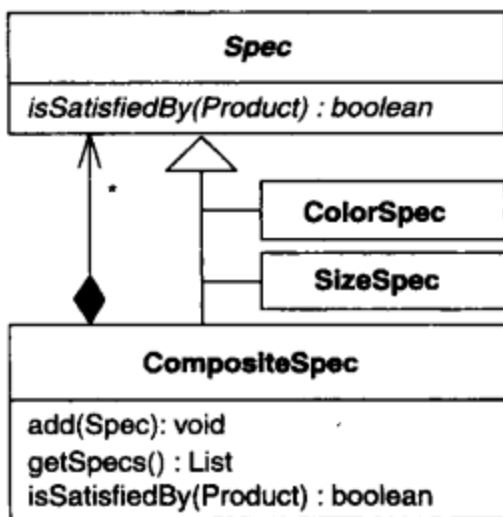 Spec
isSatisfiedBy(Product) : boolean
*
ColorSpec
SizeSpec
CompositeSpec
add(Spec): void
getSpecs() : List
isSatisfiedBy(Product) : boolean